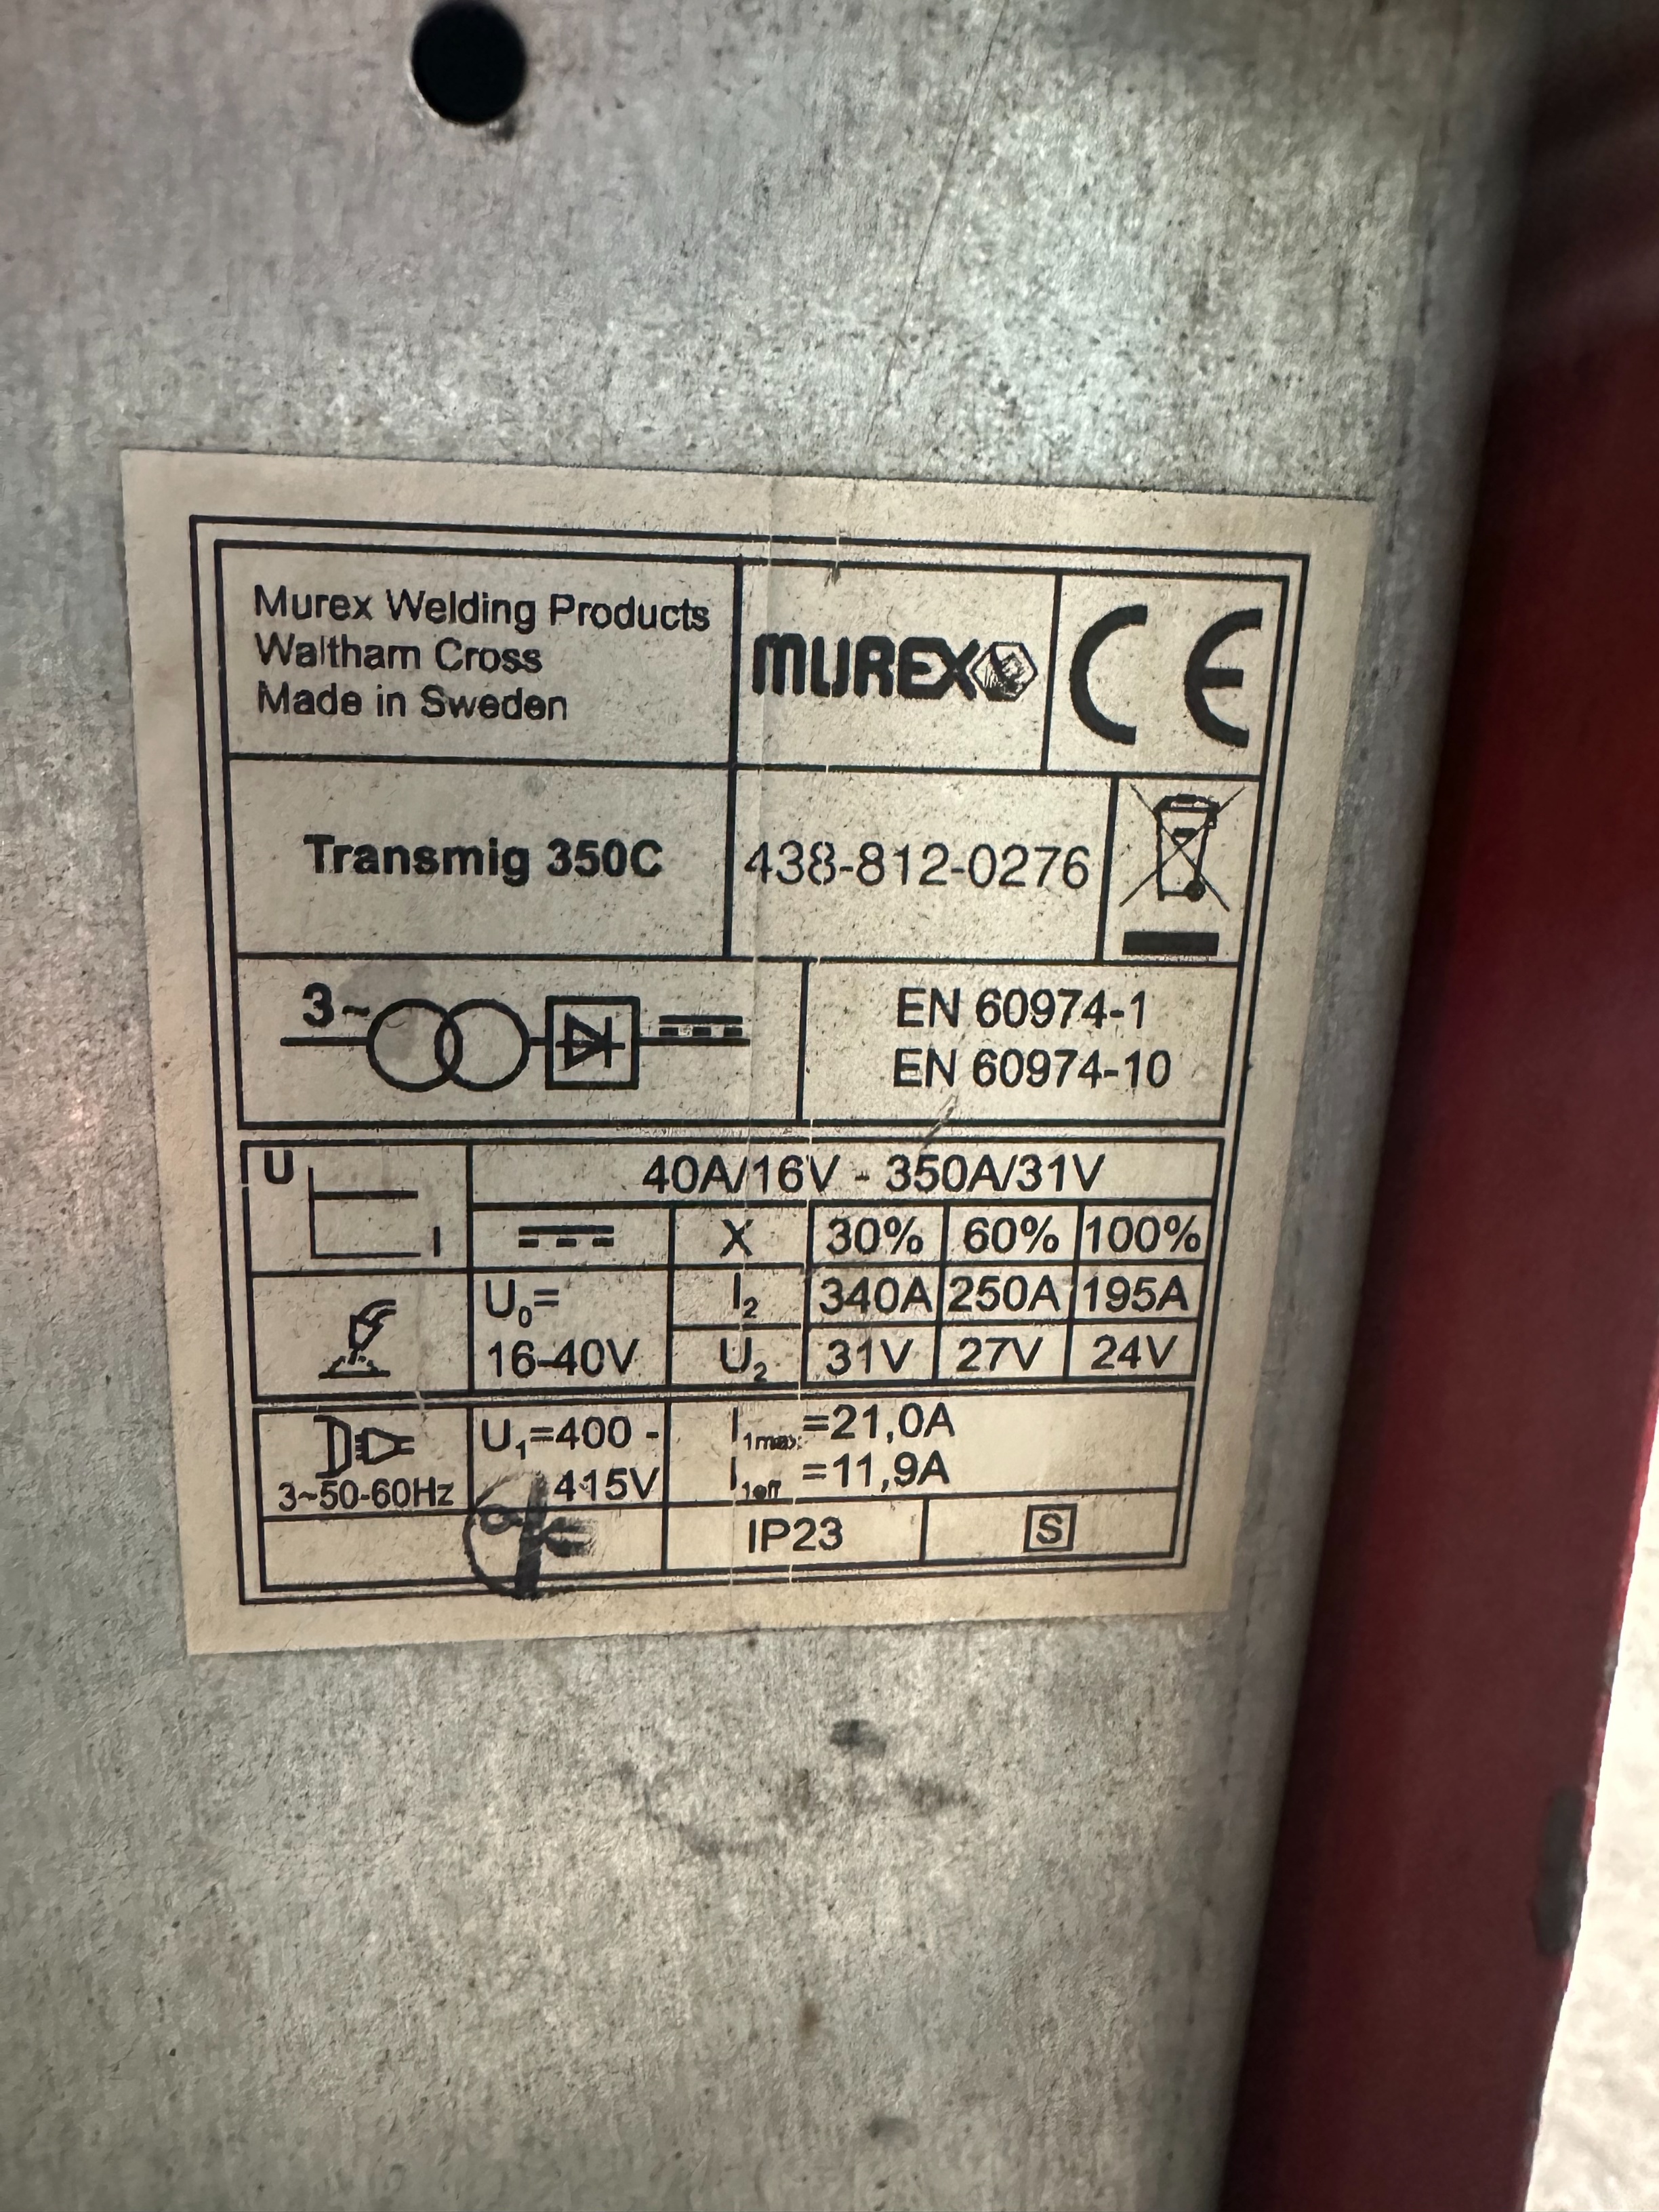 Murex Welding Products
Waltham Cross
Made in Sweden
MUREX
CE
Transmig 350C
438-812-0276
3~
EN 60974-1
EN 60974-10
U
I
40A/16V - 350A/31V
X 30% 60% 100%
U₀=
16-40V
I₂ 340A 250A 195A
U₂ 31V 27V 24V
3~50-60Hz
U₁=400 -
415V
I₁max.=21,0A
I₁eff =11,9A
IP23
S